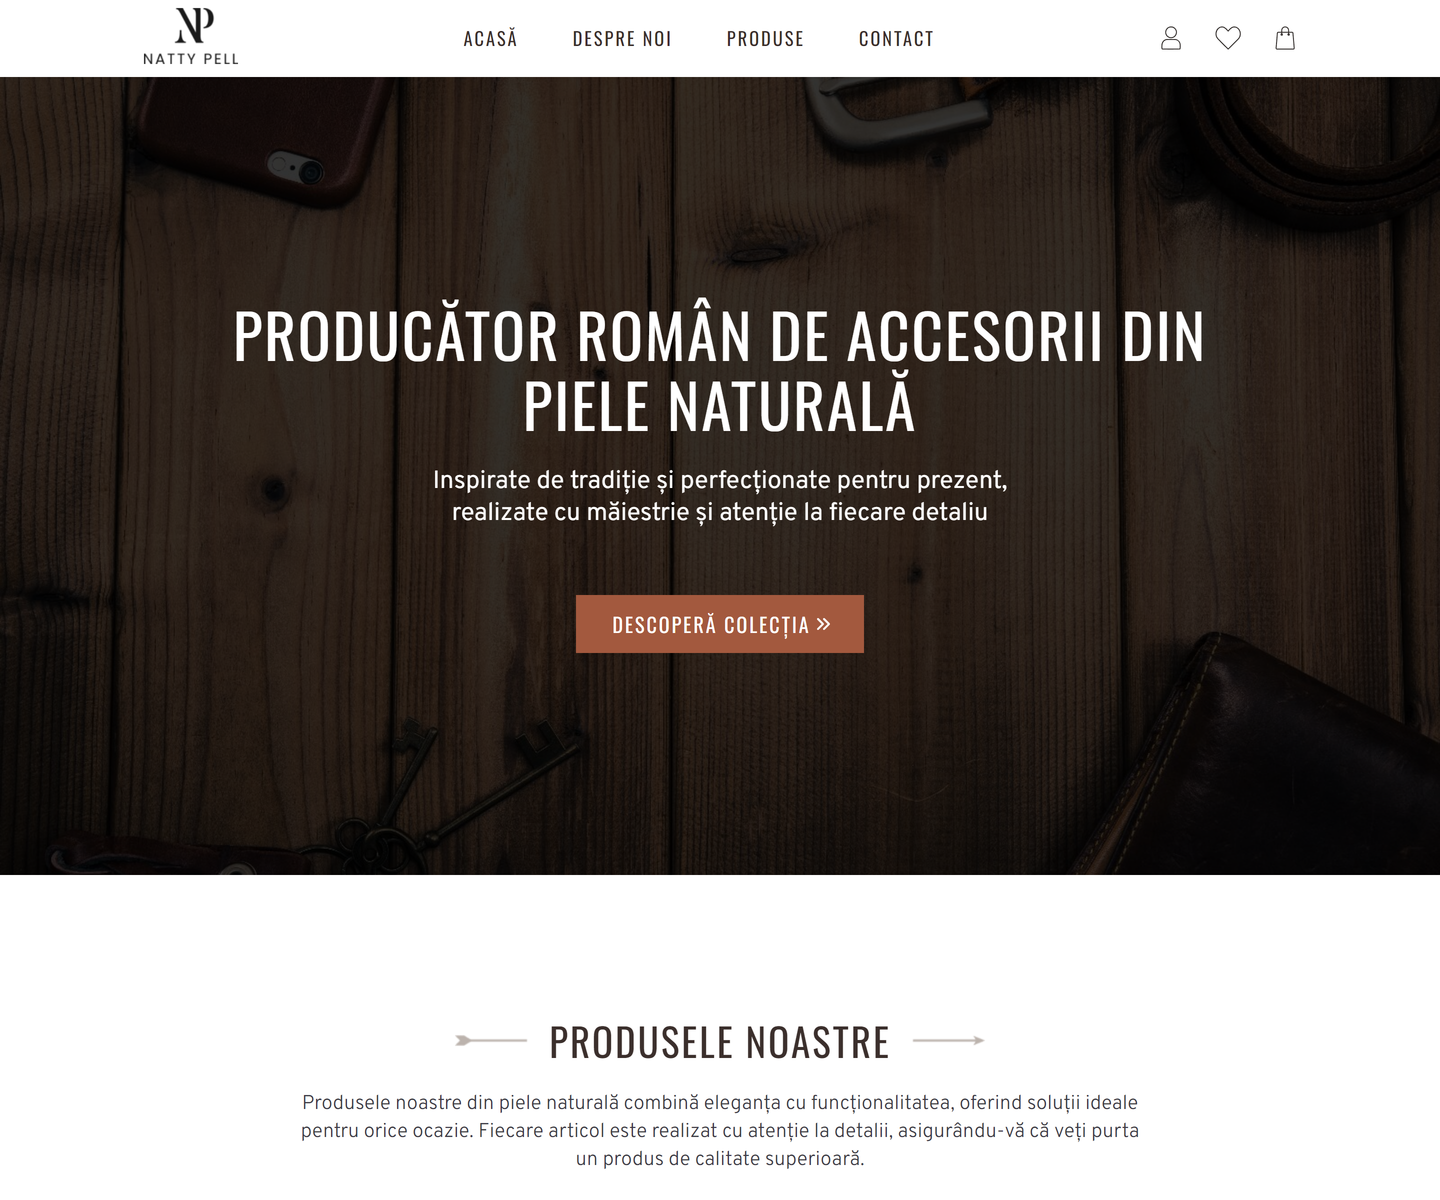 NP
NATTY PELL
ACASĂ
DESPRE NOI
PRODUSE
CONTACT
PRODUCĂTOR ROMÂN DE ACCESORII DIN
PIELE NATURALĂ
Inspirate de tradiție și perfecționate pentru prezent,
realizate cu măiestrie și atenție la fiecare detaliu
DESCOPERĂ COLECȚIA »
PRODUSELE NOASTRE
Produsele noastre din piele naturală combină eleganța cu funcționalitatea, oferind soluții ideale
pentru orice ocazie. Fiecare articol este realizat cu atenție la detalii, asigurându-vă că veți purta
un produs de calitate superioară.